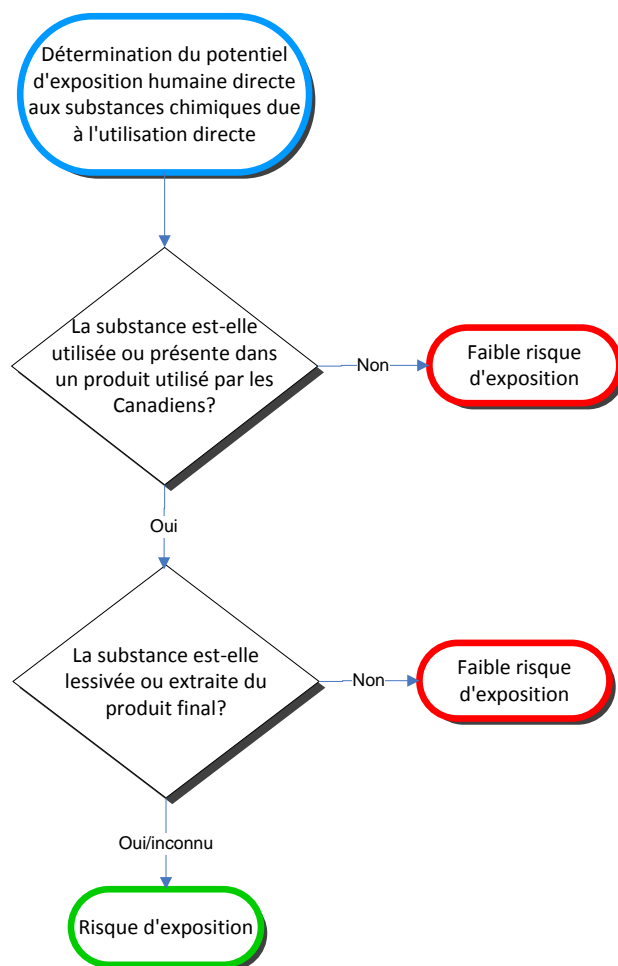 Détermination du potentiel
d'exposition humaine directe
aux substances chimiques due
à l'utilisation directe
La substance est-elle
utilisée ou présente dans
un produit utilisé par les
Canadiens?
Non
Faible risque
d'exposition
Oui
La substance est-elle
lessivée ou extraite du
produit final?
Non
Faible risque
d'exposition
Oui/inconnu
Risque d'exposition